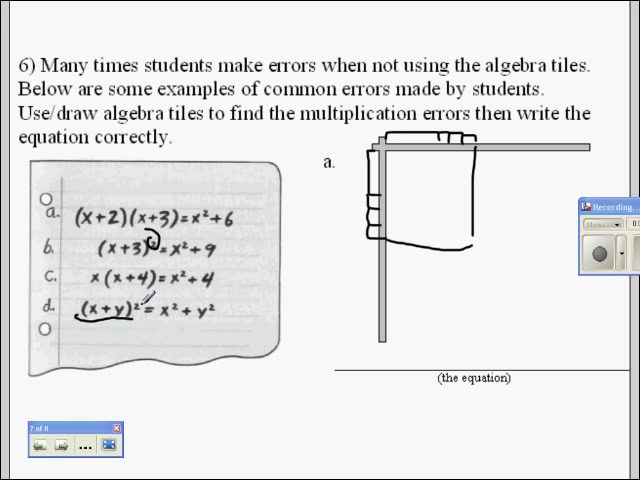 6) Many times students make errors when not using the algebra tiles.
Below are some examples of common errors made by students.
Use/draw algebra tiles to find the multiplication errors then write the
equation correctly.
a.
a. (x+2)(x+3)=x²+6
b. (x+3)²=x²+9
c. x(x+4)=x²+4
d. (x+y)²=x²+y²
Recording...
(the equation)
7 of 8